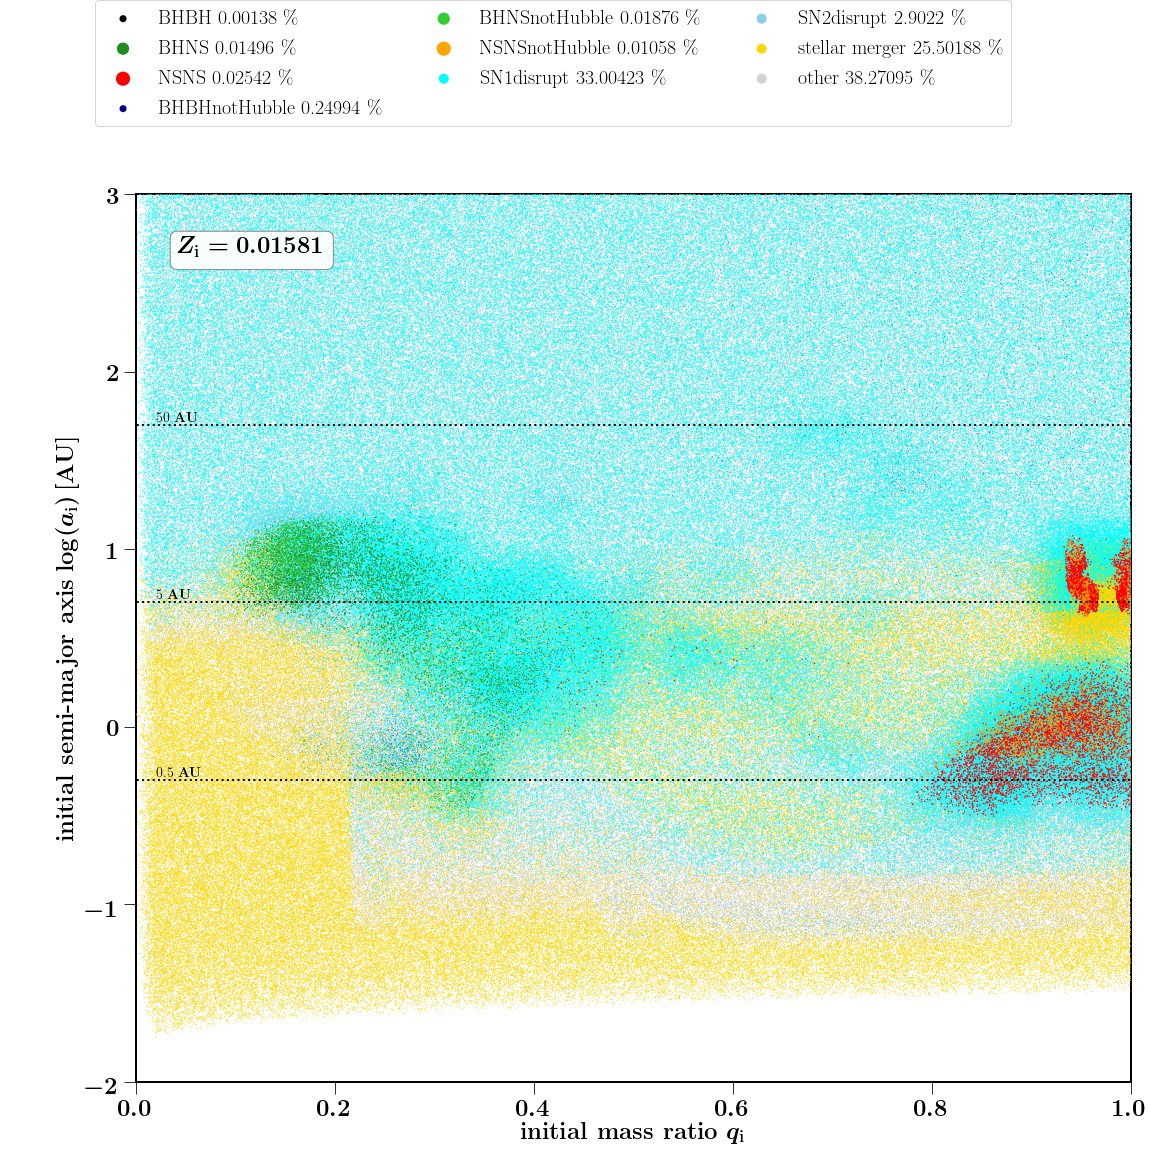 BHBH 0.00138 %
BHNS 0.01496 %
NSNS 0.02542 %
BHBHnotHubble 0.24994 %
BHNSnotHubble 0.01876 %
NSNSnotHubble 0.01058 %
SN1disrupt 33.00423 %
SN2disrupt 2.9022 %
stellar merger 25.50188 %
other 38.27095 %
Z_i = 0.01581
3
2
1
0
−1
−2
50 AU
5 AU
0.5 AU
initial semi-major axis log(a_i) [AU]
0.0 0.2 0.4 0.6 0.8 1.0
initial mass ratio q_i